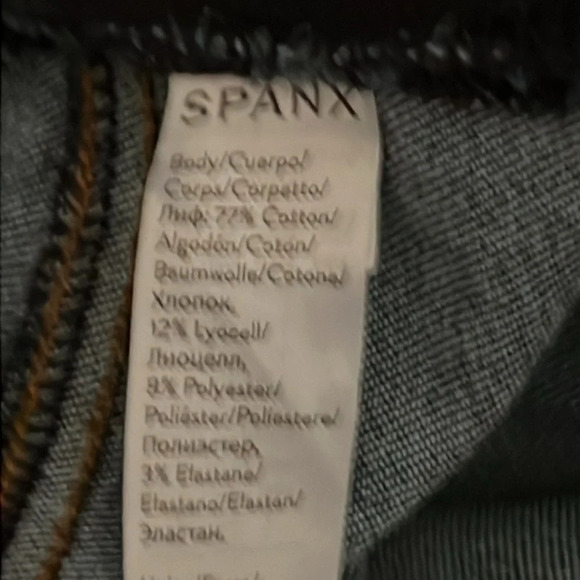 SPANX
Body/Cuerpo/
Corps/Corpetto/
Лиф: 77% Cotton/
Algodón/Coton/
Baumwolle/Cotone/
Хлопок,
12% Lyocell/
Лиоцелл,
8% Polyester/
Poliéster/Poliestere/
Полиэстер,
3% Elastane/
Elastano/Elastan/
Эластан.